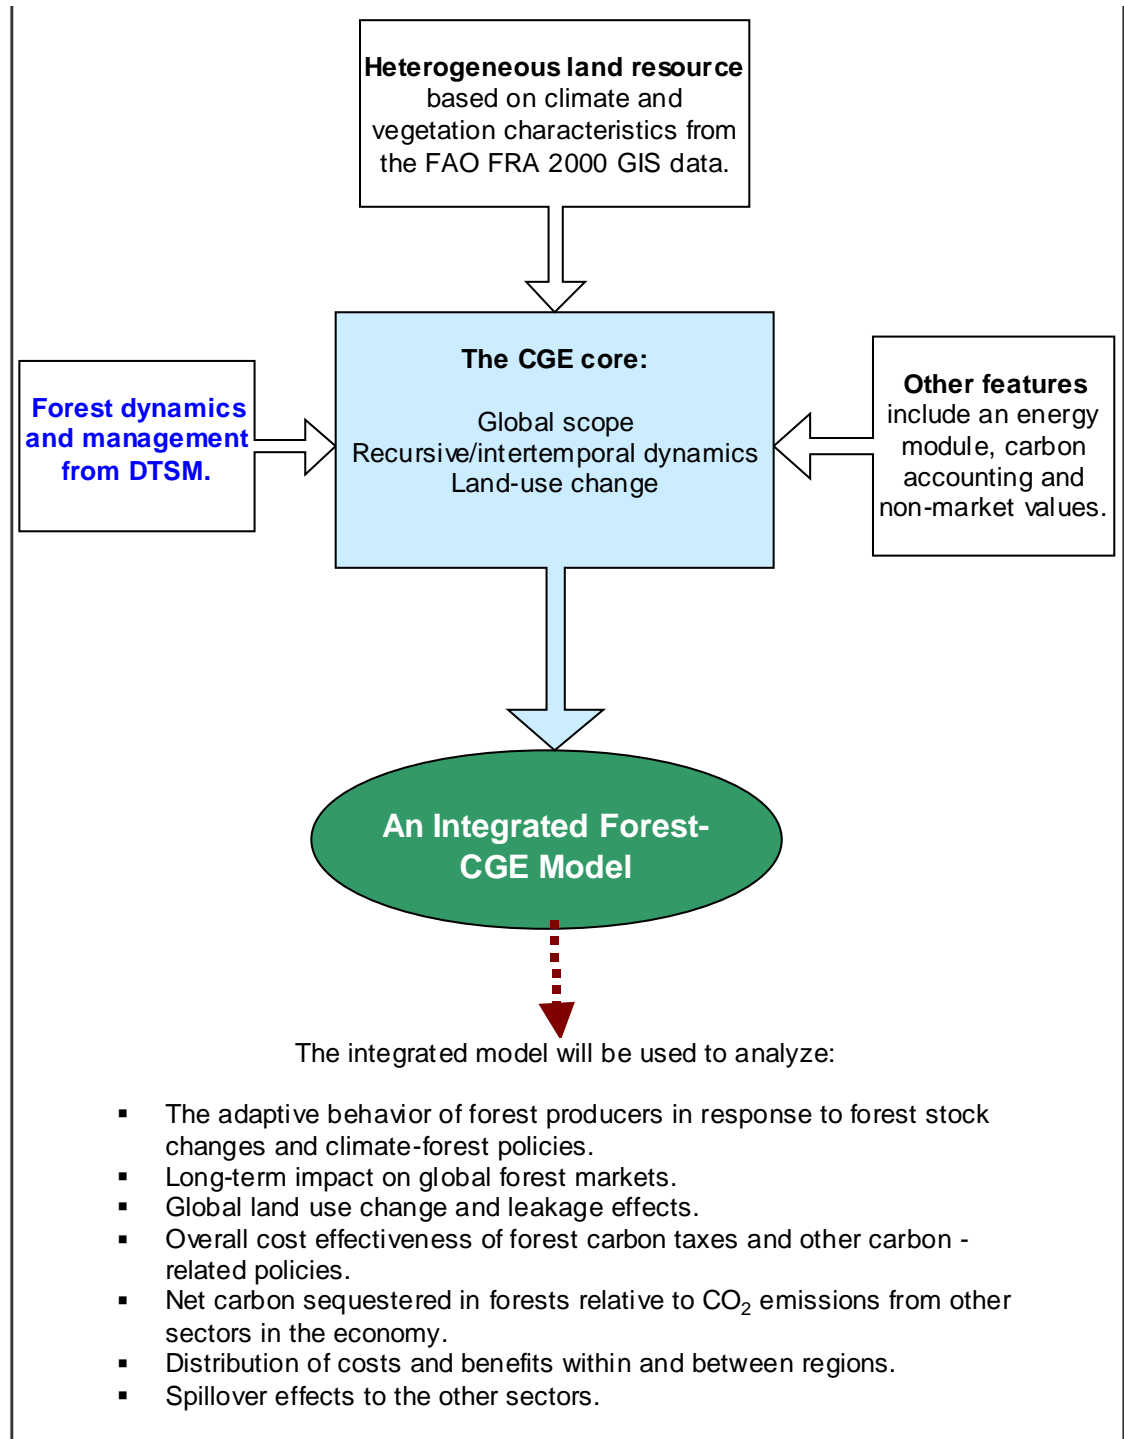 Heterogeneous land resource
based on climate and
vegetation characteristics from
the FAO FRA 2000 GIS data.
Forest dynamics
and management
from DTSM.
The CGE core:
Global scope
Recursive/intertemporal dynamics
Land-use change
Other features
include an energy
module, carbon
accounting and
non-market values.
An Integrated Forest-
CGE Model
The integrated model will be used to analyze:
▪ The adaptive behavior of forest producers in response to forest stock
changes and climate-forest policies.
▪ Long-term impact on global forest markets.
▪ Global land use change and leakage effects.
▪ Overall cost effectiveness of forest carbon taxes and other carbon -
related policies.
▪ Net carbon sequestered in forests relative to CO₂ emissions from other
sectors in the economy.
▪ Distribution of costs and benefits within and between regions.
▪ Spillover effects to the other sectors.